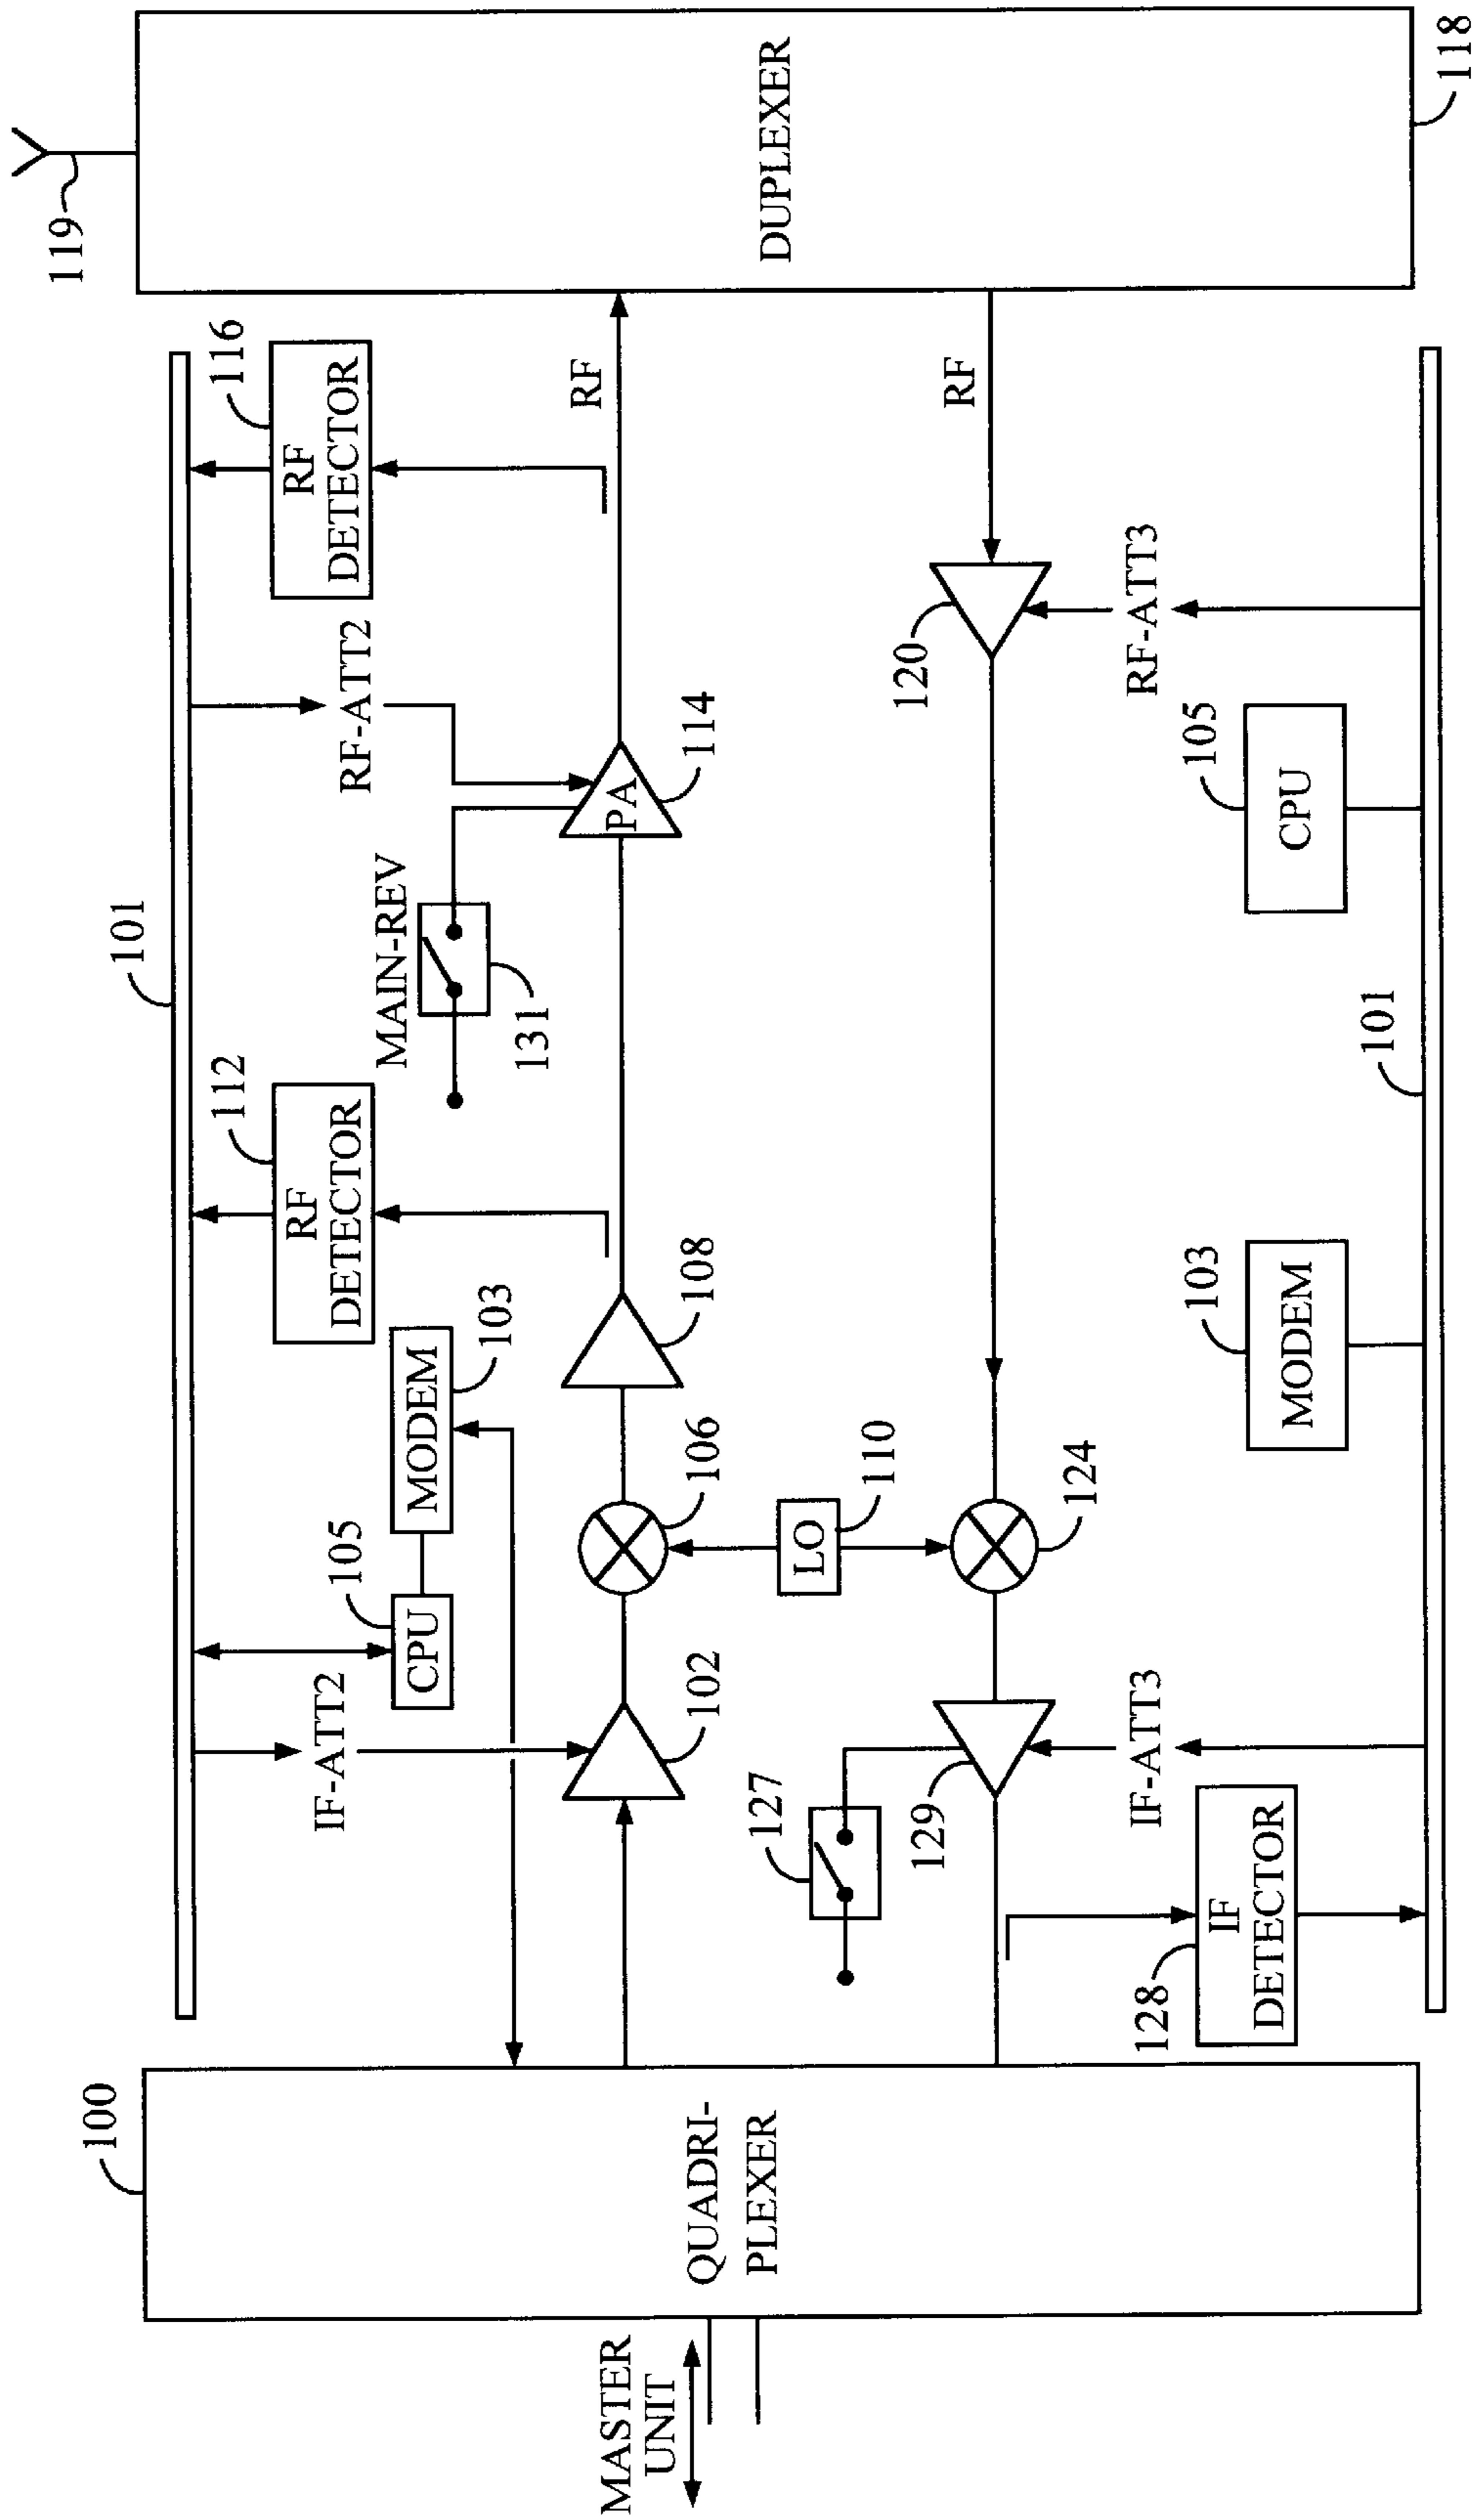 119
DUPLEXER
118
116
RF
DETECTOR
RF
RF
RF-ATT2
114
120
RF-ATT3
105
CPU
101
MAIN-REV
131
101
112
RF
DETECTOR
108
103
MODEM
103
MODEM
106
LO
110
124
105
CPU
IF-ATT2
102
127
129
IF-ATT3
128
IF
DETECTOR
PA
100
QUADRI-
PLEXER
MASTER
UNIT